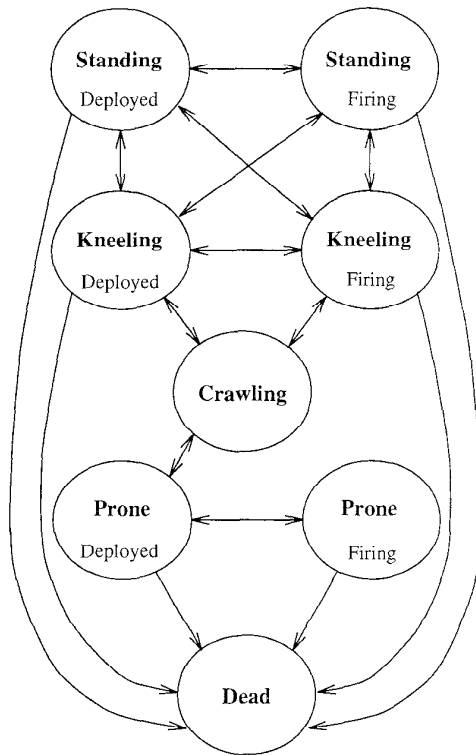 Standing
Deployed
Standing
Firing
Kneeling
Deployed
Kneeling
Firing
Crawling
Prone
Deployed
Prone
Firing
Dead